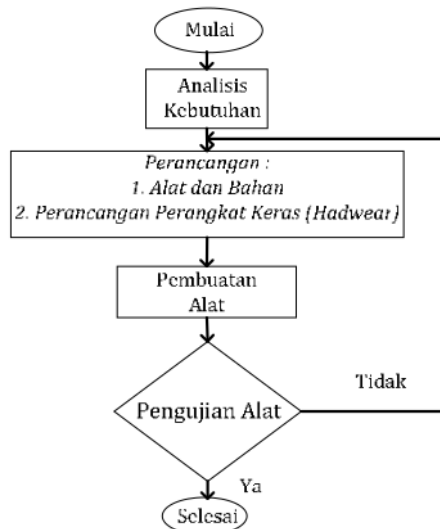 Mulai
Analisis
Kebutuhan
Perancangan :
1. Alat dan Bahan
2. Perancangan Perangkat Keras (Hadwear)
Pembuatan
Alat
Pengujian Alat
Tidak
Ya
Selesai